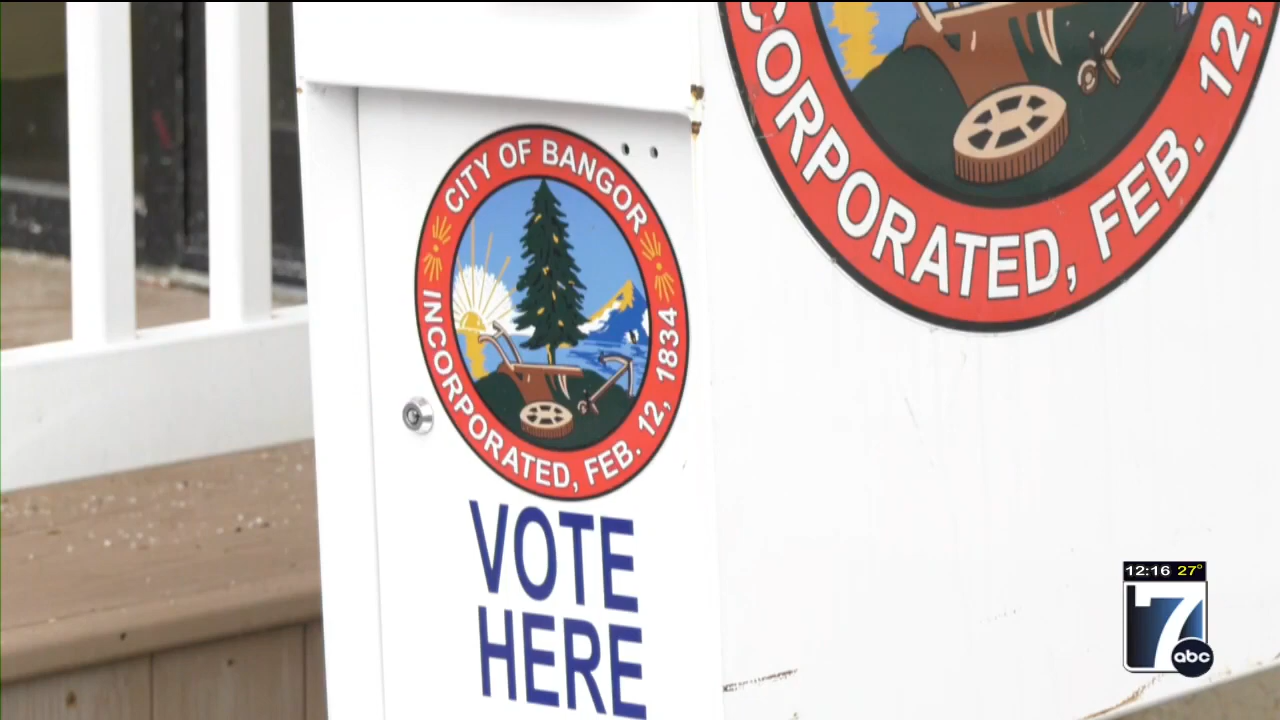 CITY OF BANGOR
INCORPORATED, FEB. 12, 1834
VOTE
HERE
CORPORATED, FEB. 12,
12:16 27°
7
abc